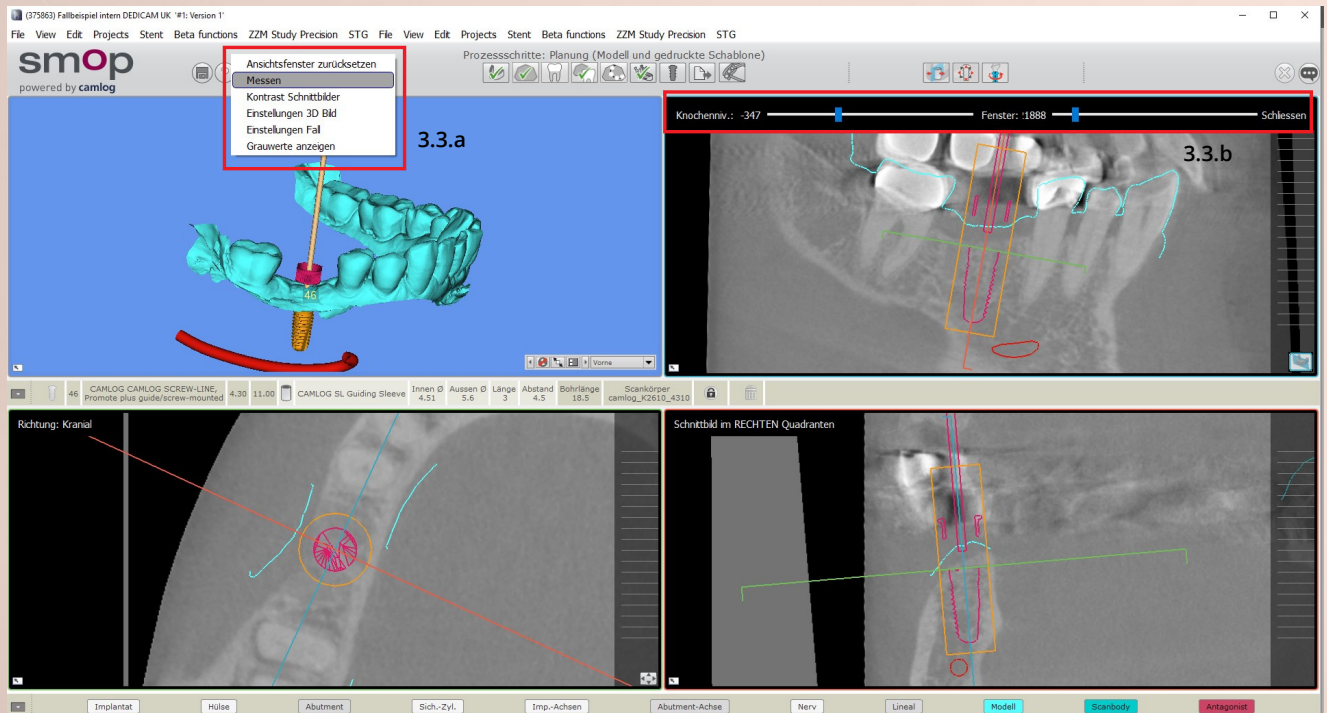 (375863) Fallbeispiel intern DEDICAM UK '#1: Version 1'
File View Edit Projects Stent Beta functions ZZM Study Precision STG File View Edit Projects Stent Beta functions ZZM Study Precision STG
smop
powered by camlog
Prozessschritte: Planung (Modell und gedruckte Schablone)
Ansichtsfenster zurücksetzen
Messen
Kontrast Schnittbilder
Einstellungen 3D Bild
Einstellungen Fall
Grauwerte anzeigen
3.3.a
46
Vorne
Knochenniv.: -347 Fenster: :1888 Schliessen
3.3.b
46 CAMLOG CAMLOG SCREW-LINE, Promote plus guide/screw-mounted 4.30 11.00 CAMLOG SL Guiding Sleeve Innen Ø 4.51 Aussen Ø 5.6 Länge 3 Abstand 4.5 Bohrlänge 18.5 Scankörper camlog_K2610_4310
Richtung: Kranial
Schnittbild im RECHTEN Quadranten
Implantat Hülse Abutment Sich.-Zyl. Imp.-Achsen Abutment-Achse Nerv Lineal Modell Scanbody Antagonist